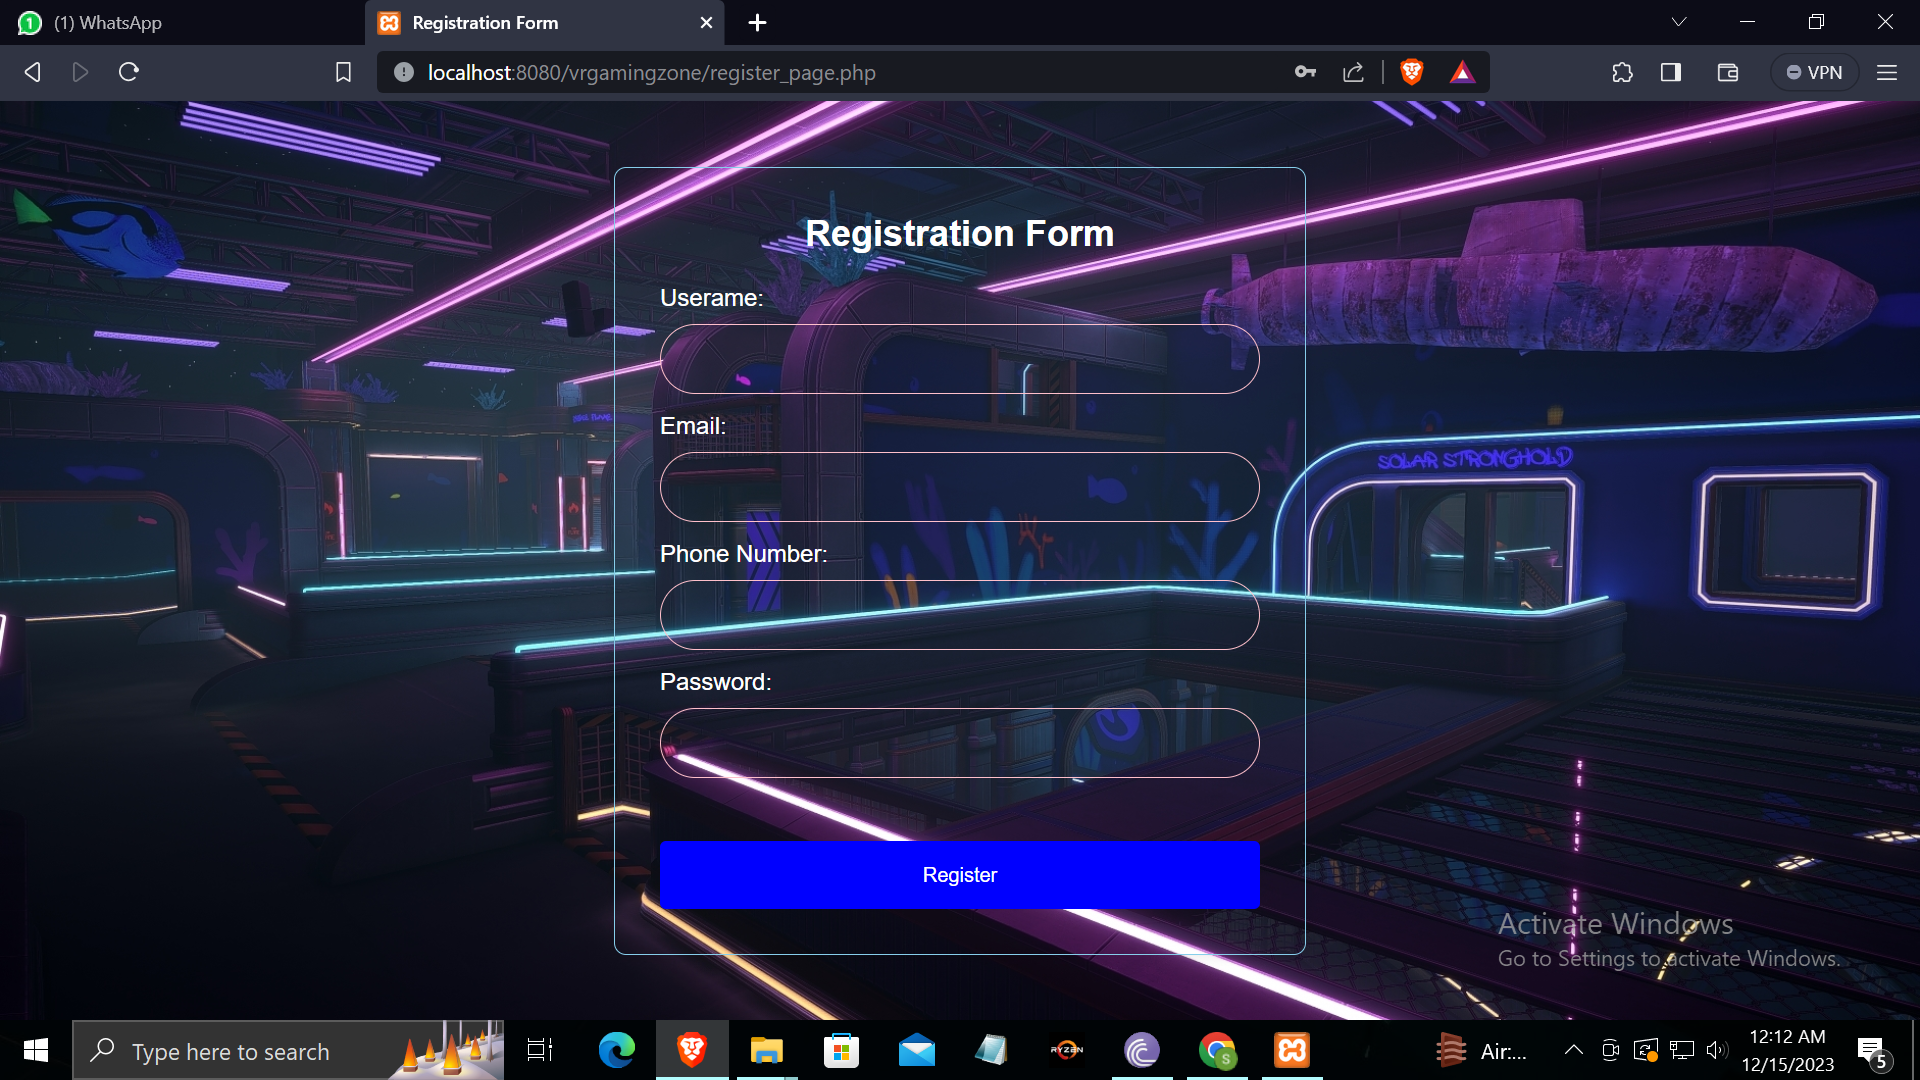 (1) WhatsApp
Registration Form
localhost:8080/vrgamingzone/register_page.php
VPN
Registration Form
Userame:
Email:
Phone Number:
Password:
Register
SOLAR STRONGHOLD
Activate Windows
Go to Settings to activate Windows.
Type here to search
RYZEN
S
Air:...
12:12 AM
12/15/2023
5